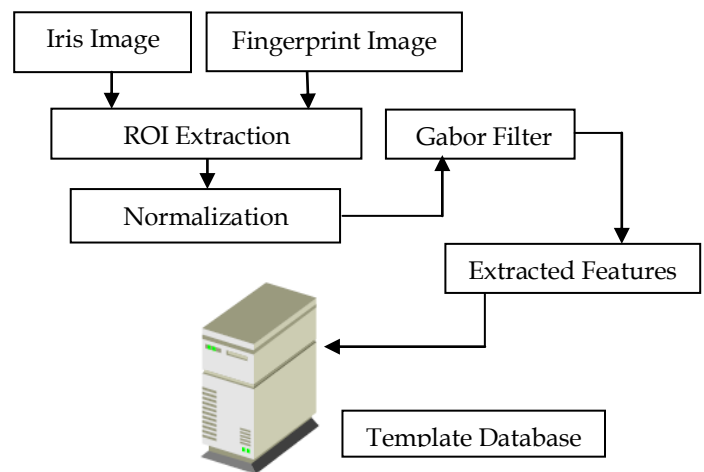 Iris Image
Fingerprint Image
ROI Extraction
Gabor Filter
Normalization
Extracted Features
Template Database